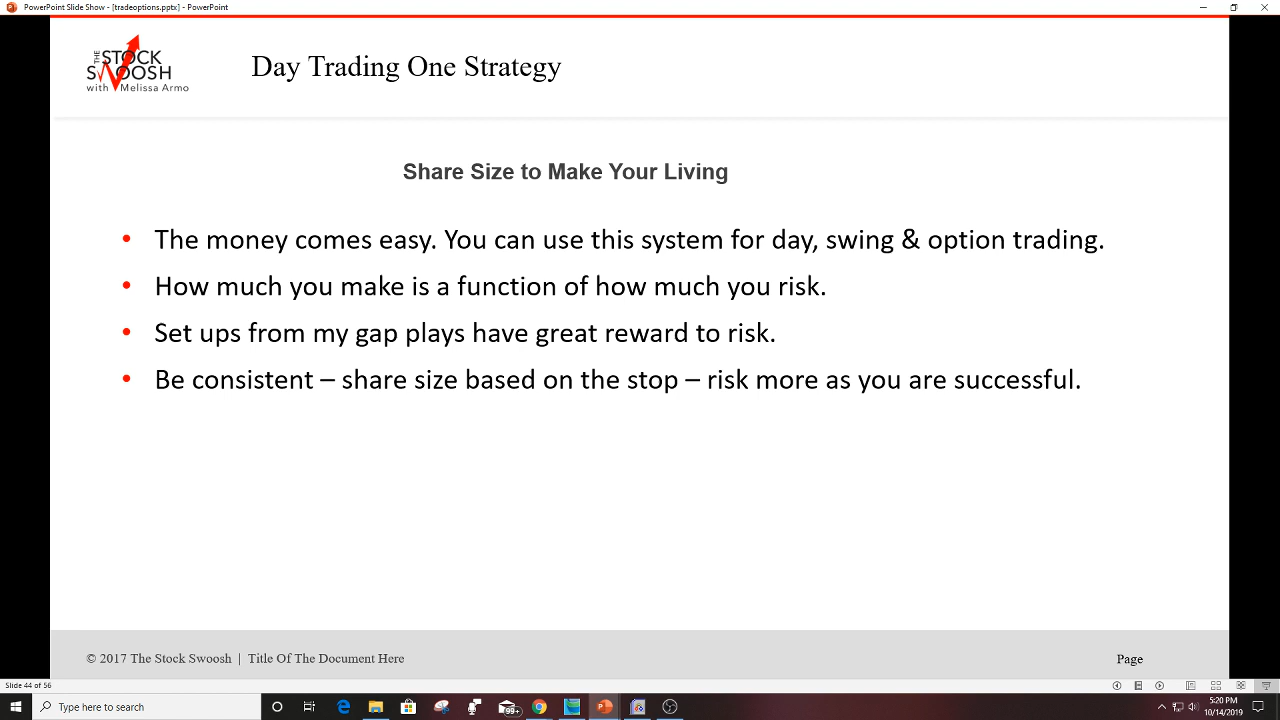 PowerPoint Slide Show - [tradeoptions.pptx] - PowerPoint
THE
STOCK
SWOOSH
with Melissa Armo
Day Trading One Strategy
Share Size to Make Your Living
• The money comes easy. You can use this system for day, swing & option trading.
• How much you make is a function of how much you risk.
• Set ups from my gap plays have great reward to risk.
• Be consistent – share size based on the stop – risk more as you are successful.
© 2017 The Stock Swoosh | Title Of The Document Here
Page
Slide 44 of 56
Type here to search
99+
5:20 PM
10/14/2019